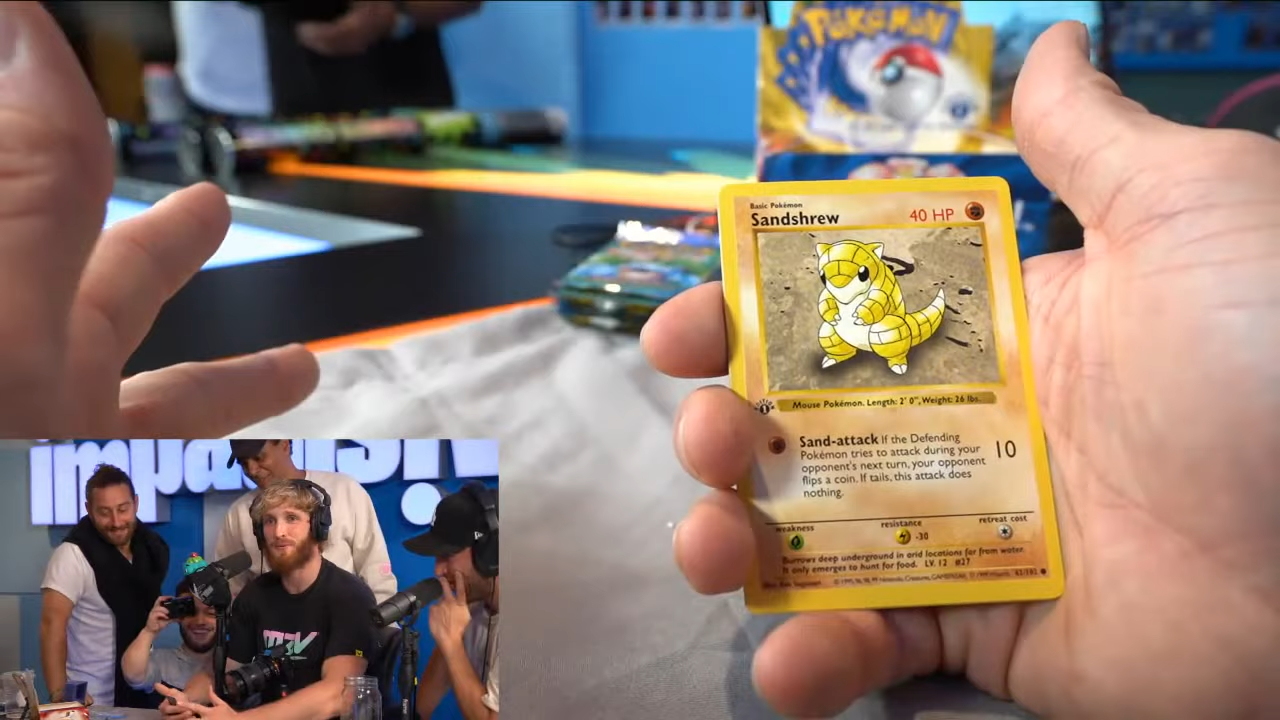 POKéMON
Basic Pokémon
Sandshrew
40 HP
Mouse Pokémon. Length: 2' 0", Weight: 26 lbs.
Sand-attack If the Defending
Pokémon tries to attack during your
opponent's next turn, your opponent
flips a coin. If tails, this attack does
nothing.
10
weakness
resistance
retreat cost
-30
Burrows deep underground in arid locations far from water.
It only emerges to hunt for food. LV. 12 #27